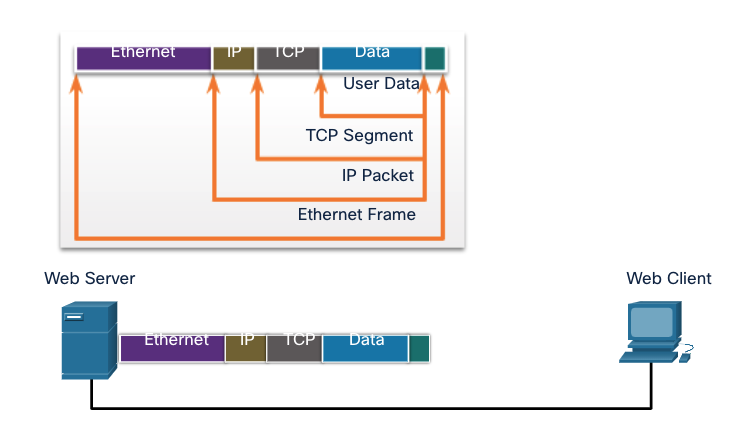 Ethernet IP TCP Data
User Data
TCP Segment
IP Packet
Ethernet Frame
Web Server
Web Client
Ethernet IP TCP Data